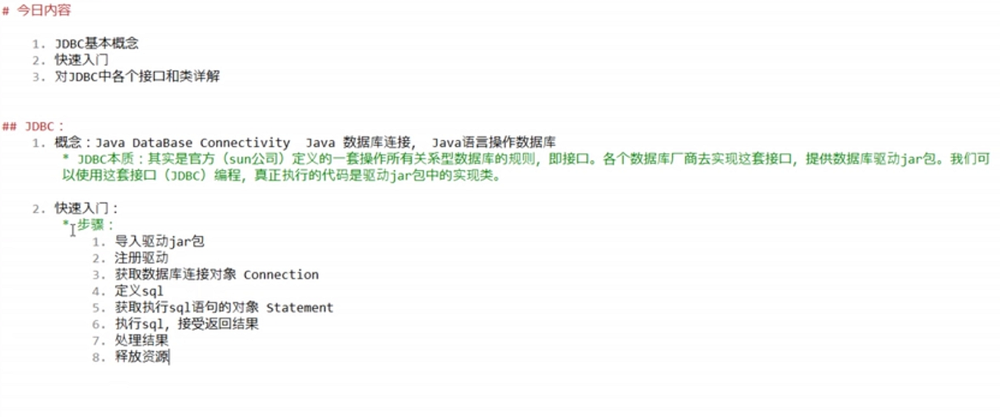 # 今日内容
1. JDBC基本概念
2. 快速入门
3. 对JDBC中各个接口和类详解
## JDBC：
1. 概念：Java DataBase Connectivity  Java 数据库连接， Java语言操作数据库
* JDBC本质：其实是官方（sun公司）定义的一套操作所有关系型数据库的规则，即接口。各个数据库厂商去实现这套接口，提供数据库驱动jar包。我们可
以使用这套接口（JDBC）编程，真正执行的代码是驱动jar包中的实现类。
2. 快速入门：
* 步骤：
1. 导入驱动jar包
2. 注册驱动
3. 获取数据库连接对象 Connection
4. 定义sql
5. 获取执行sql语句的对象 Statement
6. 执行sql，接受返回结果
7. 处理结果
8. 释放资源